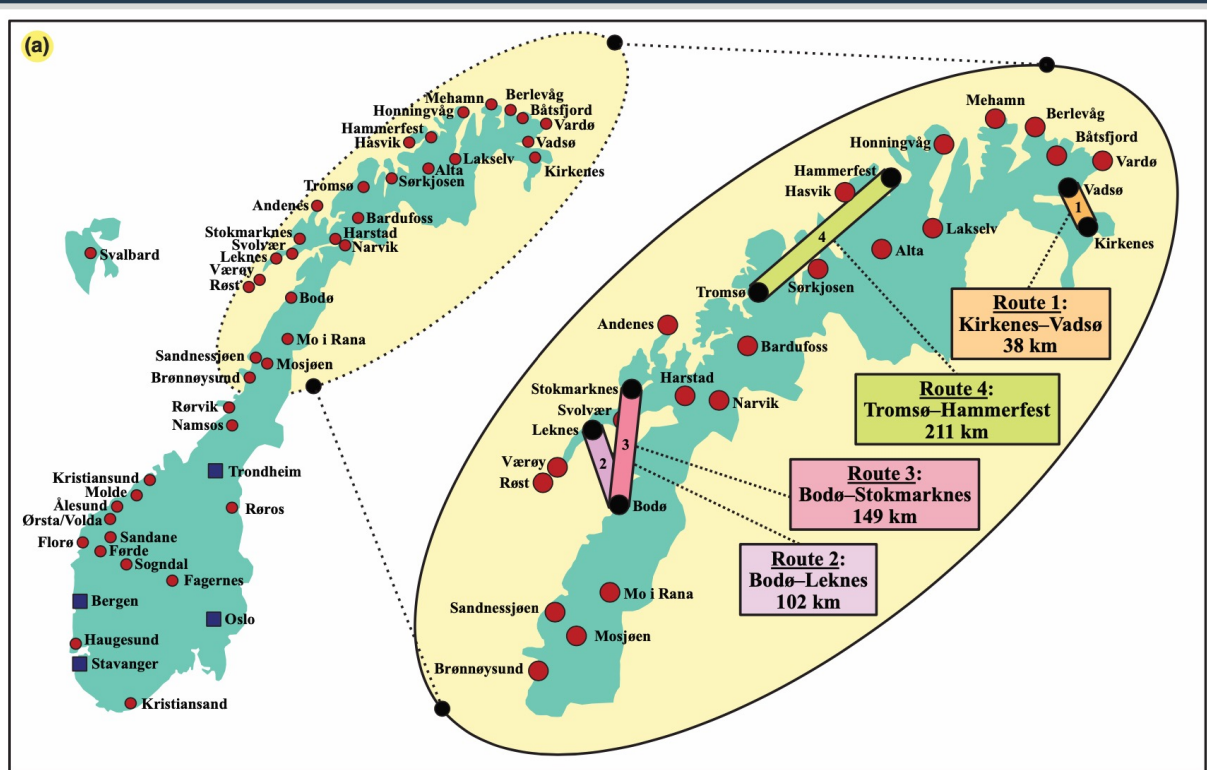 (a)
Mehamn
Berlevåg
Honningvåg
Båtsfjord
Vardø
Hammerfest
Hasvik
Vadsø
Lakselv
Kirkenes
Alta
Sørkjosen
Tromsø
Andenes
Bardufoss
Stokmarknes
Harstad
Svolvær
Narvik
Leknes
Værøy
Røst
Svalbard
Bodø
Mo i Rana
Sandnessjøen
Mosjøen
Brønnøysund
Rørvik
Namsos
Trondheim
Kristiansund
Molde
Ålesund
Røros
Ørsta/Volda
Sandane
Florø
Førde
Sogndal
Fagernes
Bergen
Oslo
Haugesund
Stavanger
Kristiansand
Mehamn
Berlevåg
Honningvåg
Båtsfjord
Vardø
Hammerfest
Hasvik
Vadsø
1
Lakselv
Kirkenes
4
Alta
Sørkjosen
Tromsø
Andenes
Bardufoss
Stokmarknes
Harstad
Narvik
Svolvær
Leknes
3
2
Værøy
Røst
Bodø
Mo i Rana
Sandnessjøen
Mosjøen
Brønnøysund
Route 1:
Kirkenes–Vadsø
38 km
Route 4:
Tromsø–Hammerfest
211 km
Route 3:
Bodø–Stokmarknes
149 km
Route 2:
Bodø–Leknes
102 km